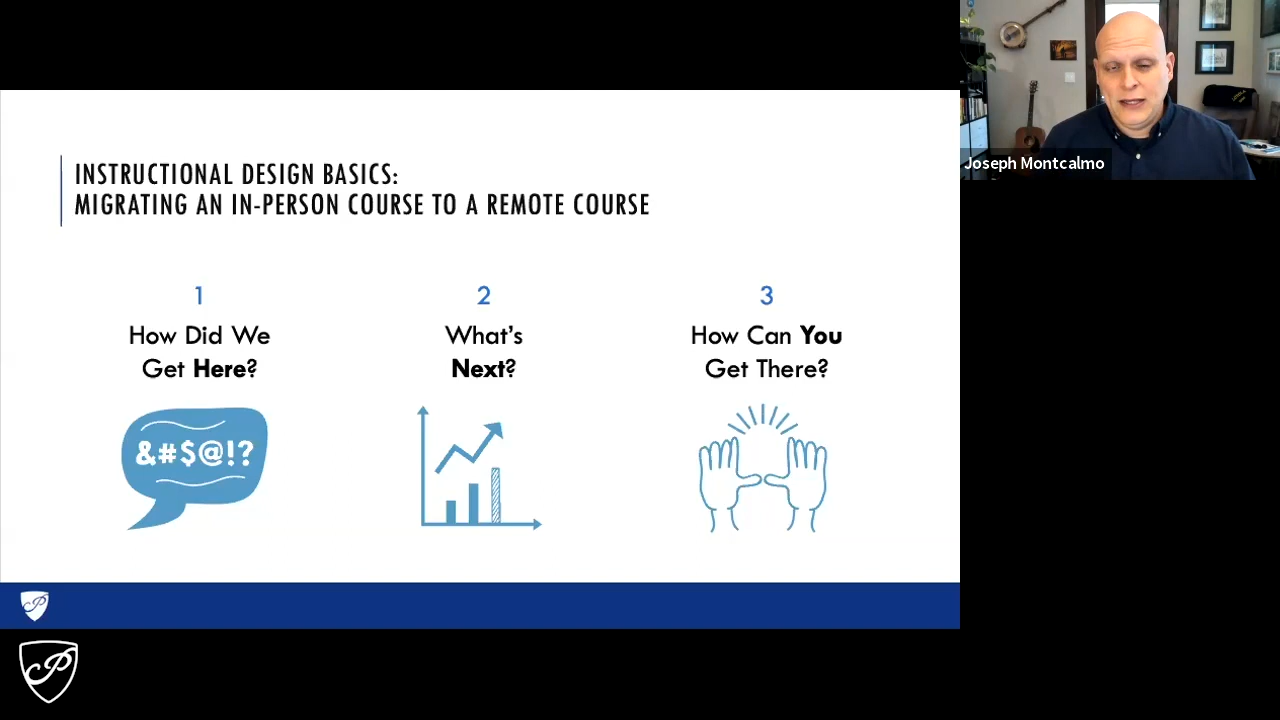 INSTRUCTIONAL DESIGN BASICS:
MIGRATING AN IN-PERSON COURSE TO A REMOTE COURSE
1
How Did We
Get Here?
&#$@!?
2
What's
Next?
3
How Can You
Get There?
Joseph Montcalmo
P
P